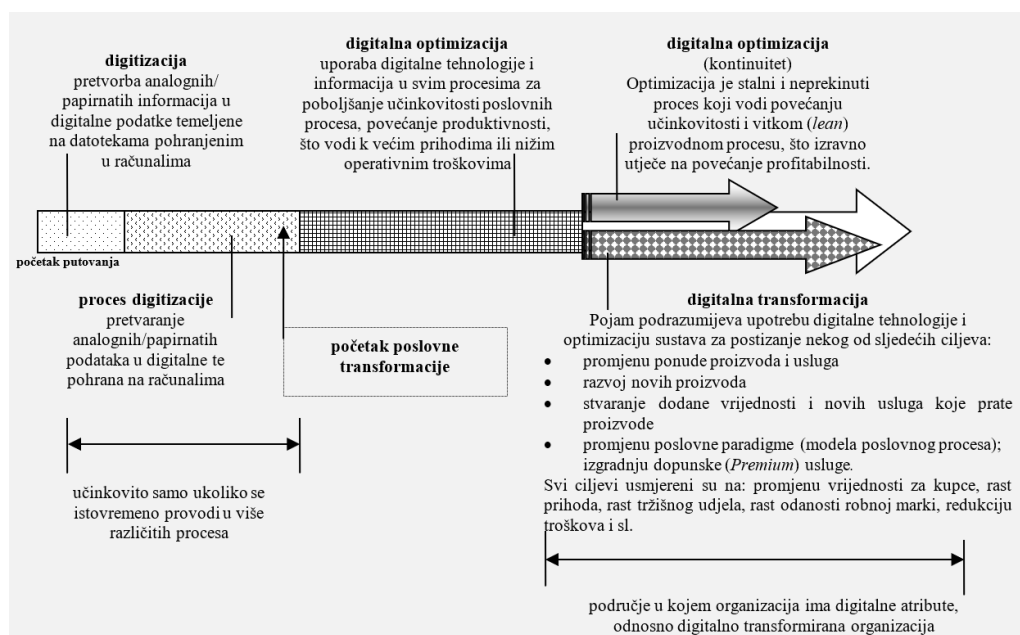 digitizacija
pretvorba analognih/
papirnatih informacija u
digitalne podatke temeljene
na datotekama pohranjenim
u računalima
digitalna optimizacija
uporaba digitalne tehnologije i
informacija u svim procesima za
poboljšanje učinkovitosti poslovnih
procesa, povećanje produktivnosti,
što vodi k većim prihodima ili nižim
operativnim troškovima
digitalna optimizacija
(kontinuitet)
Optimizacija je stalni i neprekinuti
proces koji vodi povećanju
učinkovitosti i vitkom (lean)
proizvodnom procesu, što izravno
utječe na povećanje profitabilnosti.
početak putovanja
proces digitizacije
pretvaranje
analognih/papirnatih
podataka u digitalne te
pohrana na računalima
početak poslovne
transformacije
digitalna transformacija
Pojam podrazumijeva upotrebu digitalne tehnologije i
optimizaciju sustava za postizanje nekog od sljedećih ciljeva:
• promjenu ponude proizvoda i usluga
• razvoj novih proizvoda
• stvaranje dodane vrijednosti i novih usluga koje prate
proizvode
• promjenu poslovne paradigme (modela poslovnog procesa);
izgradnju dopunske (Premium) usluge.
Svi ciljevi usmjereni su na: promjenu vrijednosti za kupce, rast
prihoda, rast tržišnog udjela, rast odanosti robnoj marki, redukciju
troškova i sl.
učinkovito samo ukoliko se
istovremeno provodi u više
različitih procesa
područje u kojem organizacija ima digitalne atribute,
odnosno digitalno transformirana organizacija